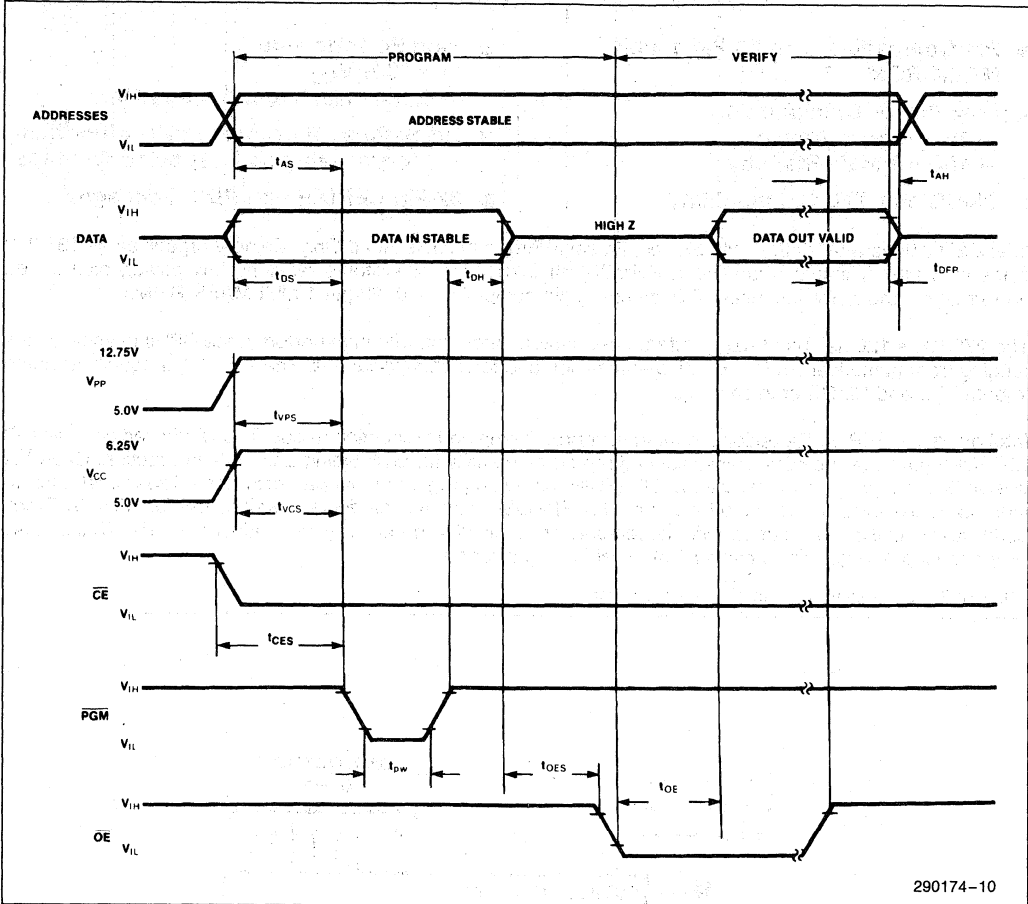 PROGRAM
VERIFY
ADDRESSES
VIH
VIL
ADDRESS STABLE
tAS
tAH
DATA
VIH
VIL
DATA IN STABLE
HIGH Z
DATA OUT VALID
tDS
tDH
tDFP
12.75V
VPP
5.0V
tVPS
6.25V
VCC
5.0V
tVCS
VIH
CE
VIL
tCES
VIH
PGM
VIL
tpw
tOES
tOE
VIH
OE
VIL
290174-10